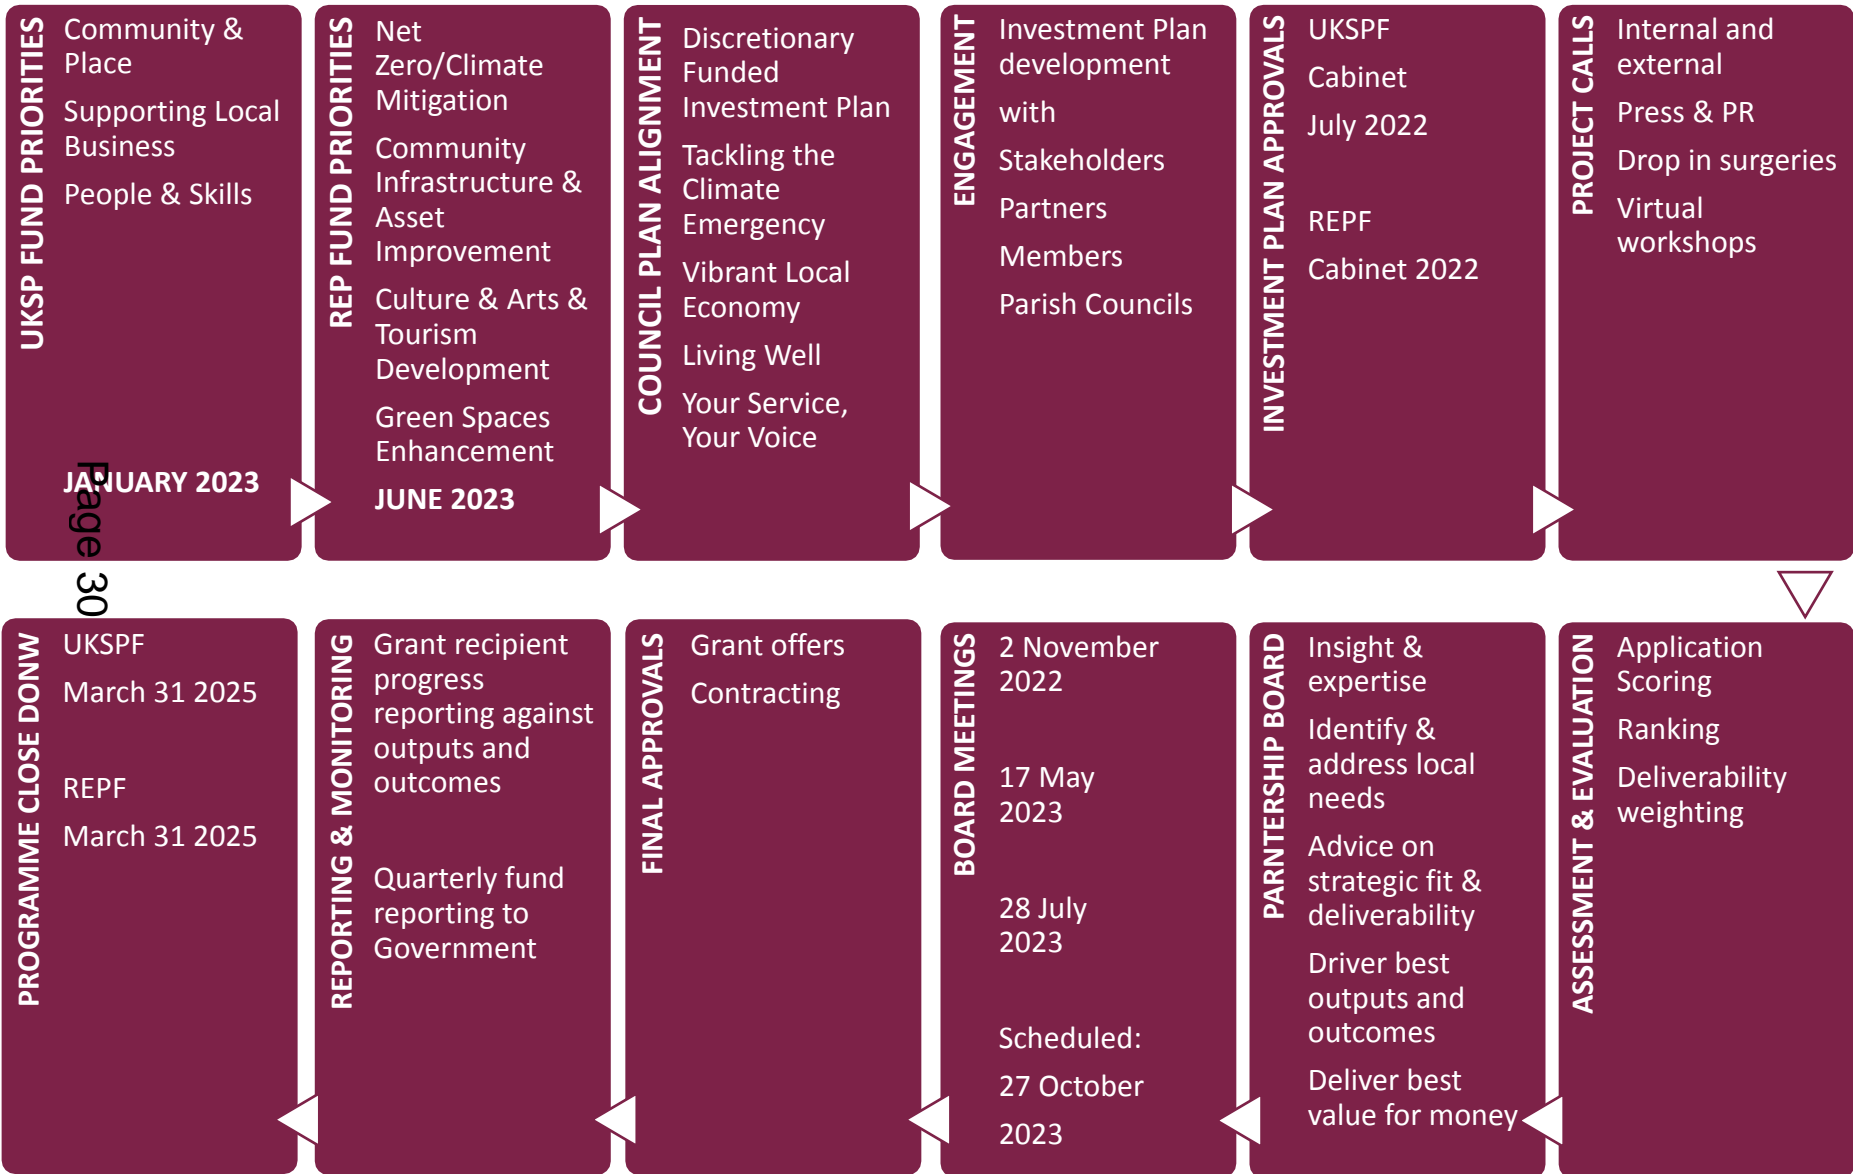 UKSP FUND PRIORITIES
Community &
Place
Supporting Local
Business
People & Skills
JANUARY 2023
REP FUND PRIORITIES
Net
Zero/Climate
Mitigation
Community
Infrastructure &
Asset
Improvement
Culture & Arts &
Tourism
Development
Green Spaces
Enhancement
JUNE 2023
COUNCIL PLAN ALIGNMENT
Discretionary
Funded
Investment Plan
Tackling the
Climate
Emergency
Vibrant Local
Economy
Living Well
Your Service,
Your Voice
ENGAGEMENT
Investment Plan
development
with
Stakeholders
Partners
Members
Parish Councils
INVESTMENT PLAN APPROVALS
UKSPF
Cabinet
July 2022
REPF
Cabinet 2022
PROJECT CALLS
Internal and
external
Press & PR
Drop in surgeries
Virtual
workshops
Page 30
ASSESSMENT & EVALUATION
Application
Scoring
Ranking
Deliverability
weighting
PARNTERSHIP BOARD
Insight &
expertise
Identify &
address local
needs
Advice on
strategic fit &
deliverability
Driver best
outputs and
outcomes
Deliver best
value for money
BOARD MEETINGS
2 November
2022
17 May
2023
28 July
2023
Scheduled:
27 October
2023
FINAL APPROVALS
Grant offers
Contracting
REPORTING & MONITORING
Grant recipient
progress
reporting against
outputs and
outcomes
Quarterly fund
reporting to
Government
PROGRAMME CLOSE DONW
UKSPF
March 31 2025
REPF
March 31 2025